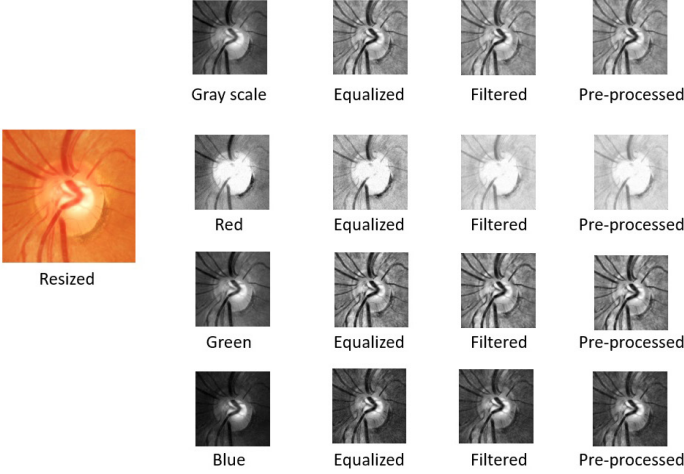 Gray scale Equalized Filtered Pre-processed
Red Equalized Filtered Pre-processed
Resized
Green Equalized Filtered Pre-processed
Blue Equalized Filtered Pre-processed